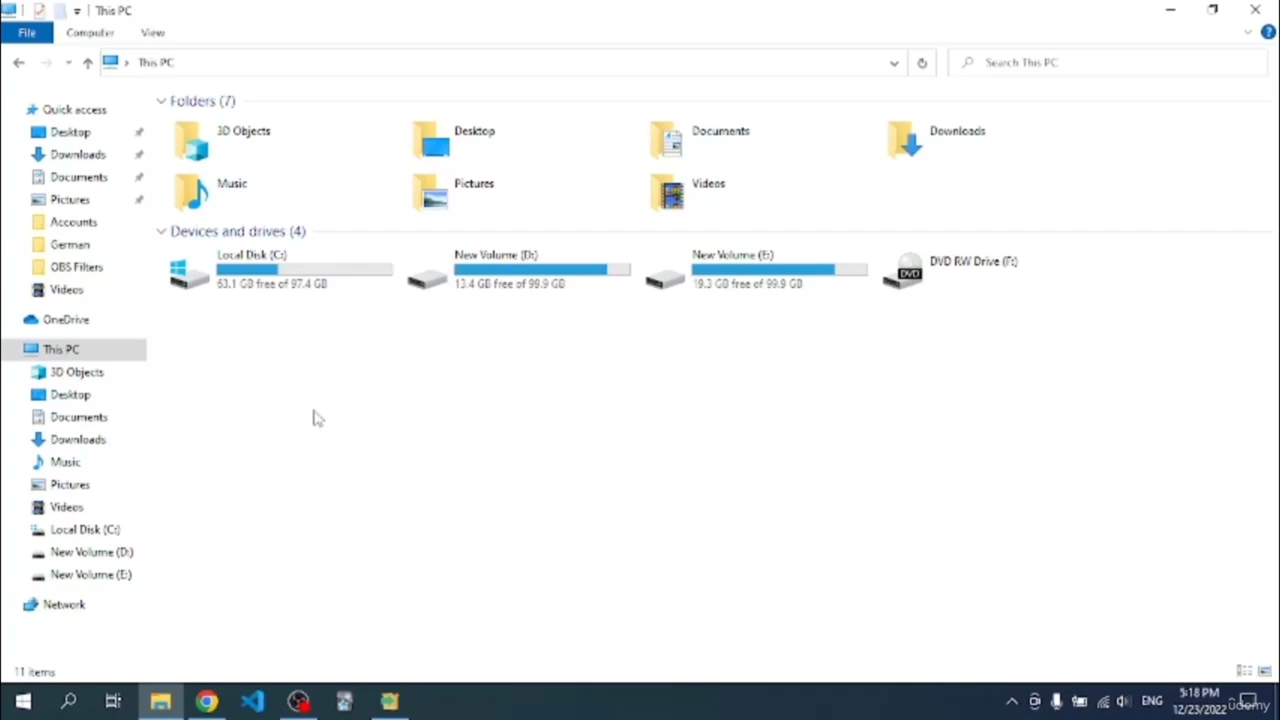 This PC
File Computer View
This PC
Search This PC
Quick access
Desktop
Downloads
Documents
Pictures
Accounts
German
OBS Filters
Videos
OneDrive
This PC
3D Objects
Desktop
Documents
Downloads
Music
Pictures
Videos
Local Disk (C:)
New Volume (D:)
New Volume (E:)
Network
Folders (7)
3D Objects
Desktop
Documents
Downloads
Music
Pictures
Videos
Devices and drives (4)
Local Disk (C:)
63.1 GB free of 97.4 GB
New Volume (D:)
13.4 GB free of 99.9 GB
New Volume (E:)
19.3 GB free of 99.9 GB
DVD
DVD RW Drive (F:)
11 items
ENG
5:18 PM
12/23/2022
udemy